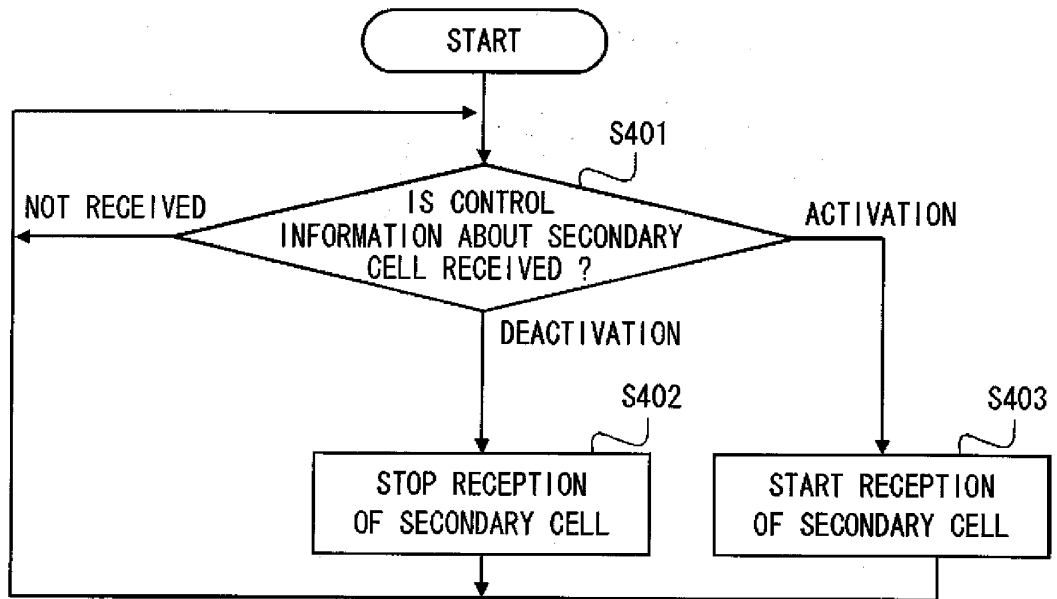 START
S401
NOT RECEIVED
IS CONTROL
INFORMATION ABOUT SECONDARY
CELL RECEIVED ?
ACTIVATION
DEACTIVATION
S402
STOP RECEPTION
OF SECONDARY CELL
S403
START RECEPTION
OF SECONDARY CELL